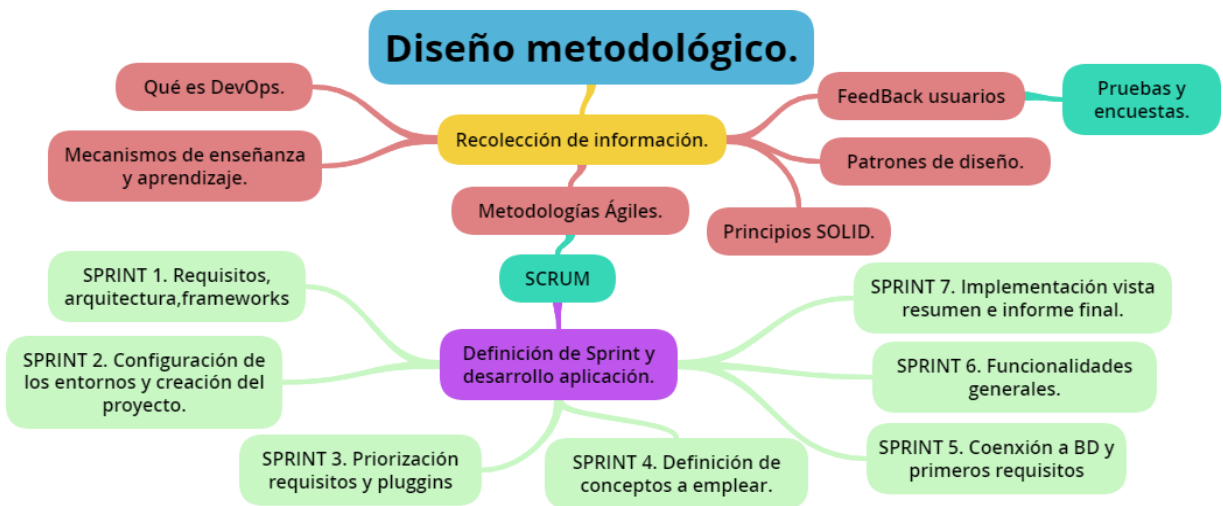 Diseño metodológico.
Qué es DevOps.
Mecanismos de enseñanza
y aprendizaje.
Recolección de información.
FeedBack usuarios
Pruebas y
encuestas.
Patrones de diseño.
Principios SOLID.
Metodologías Ágiles.
SCRUM
Definición de Sprint y
desarrollo aplicación.
SPRINT 1. Requisitos,
arquitectura,frameworks
SPRINT 2. Configuración de
los entornos y creación del
proyecto.
SPRINT 3. Priorización
requisitos y pluggins
SPRINT 4. Definición de
conceptos a emplear.
SPRINT 5. Coenxión a BD y
primeros requisitos
SPRINT 6. Funcionalidades
generales.
SPRINT 7. Implementación vista
resumen e informe final.